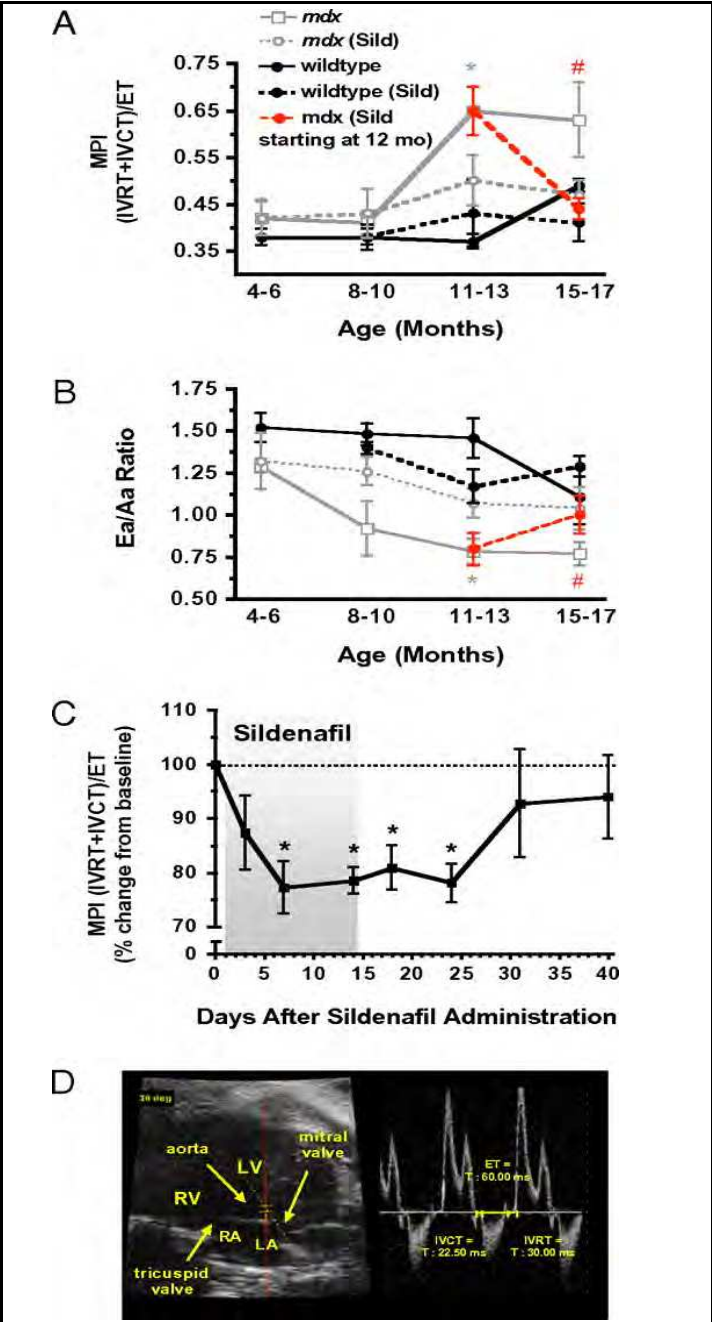 A
mdx
mdx (Sild)
wildtype
wildtype (Sild)
mdx (Sild
starting at 12 mo)
MPI
(IVRT+IVCT)/ET
0.75
0.65
0.55
0.45
0.35
*
#
4-6 8-10 11-13 15-17
Age (Months)
B
Ea/Aa Ratio
1.75
1.50
1.25
1.00
0.75
0.50
*
#
4-6 8-10 11-13 15-17
Age (Months)
C
MPI (IVRT+IVCT)/ET
(% change from baseline)
110
100
90
80
70
0
Sildenafil
* * * *
0 5 10 15 20 25 30 35 40
Days After Sildenafil Administration
D
aorta
mitral
valve
LV
RV
RA
LA
tricuspid
valve
ET =
T : 60.00 ms
IVCT =
T : 22.50 ms
IVRT =
T : 30.00 ms